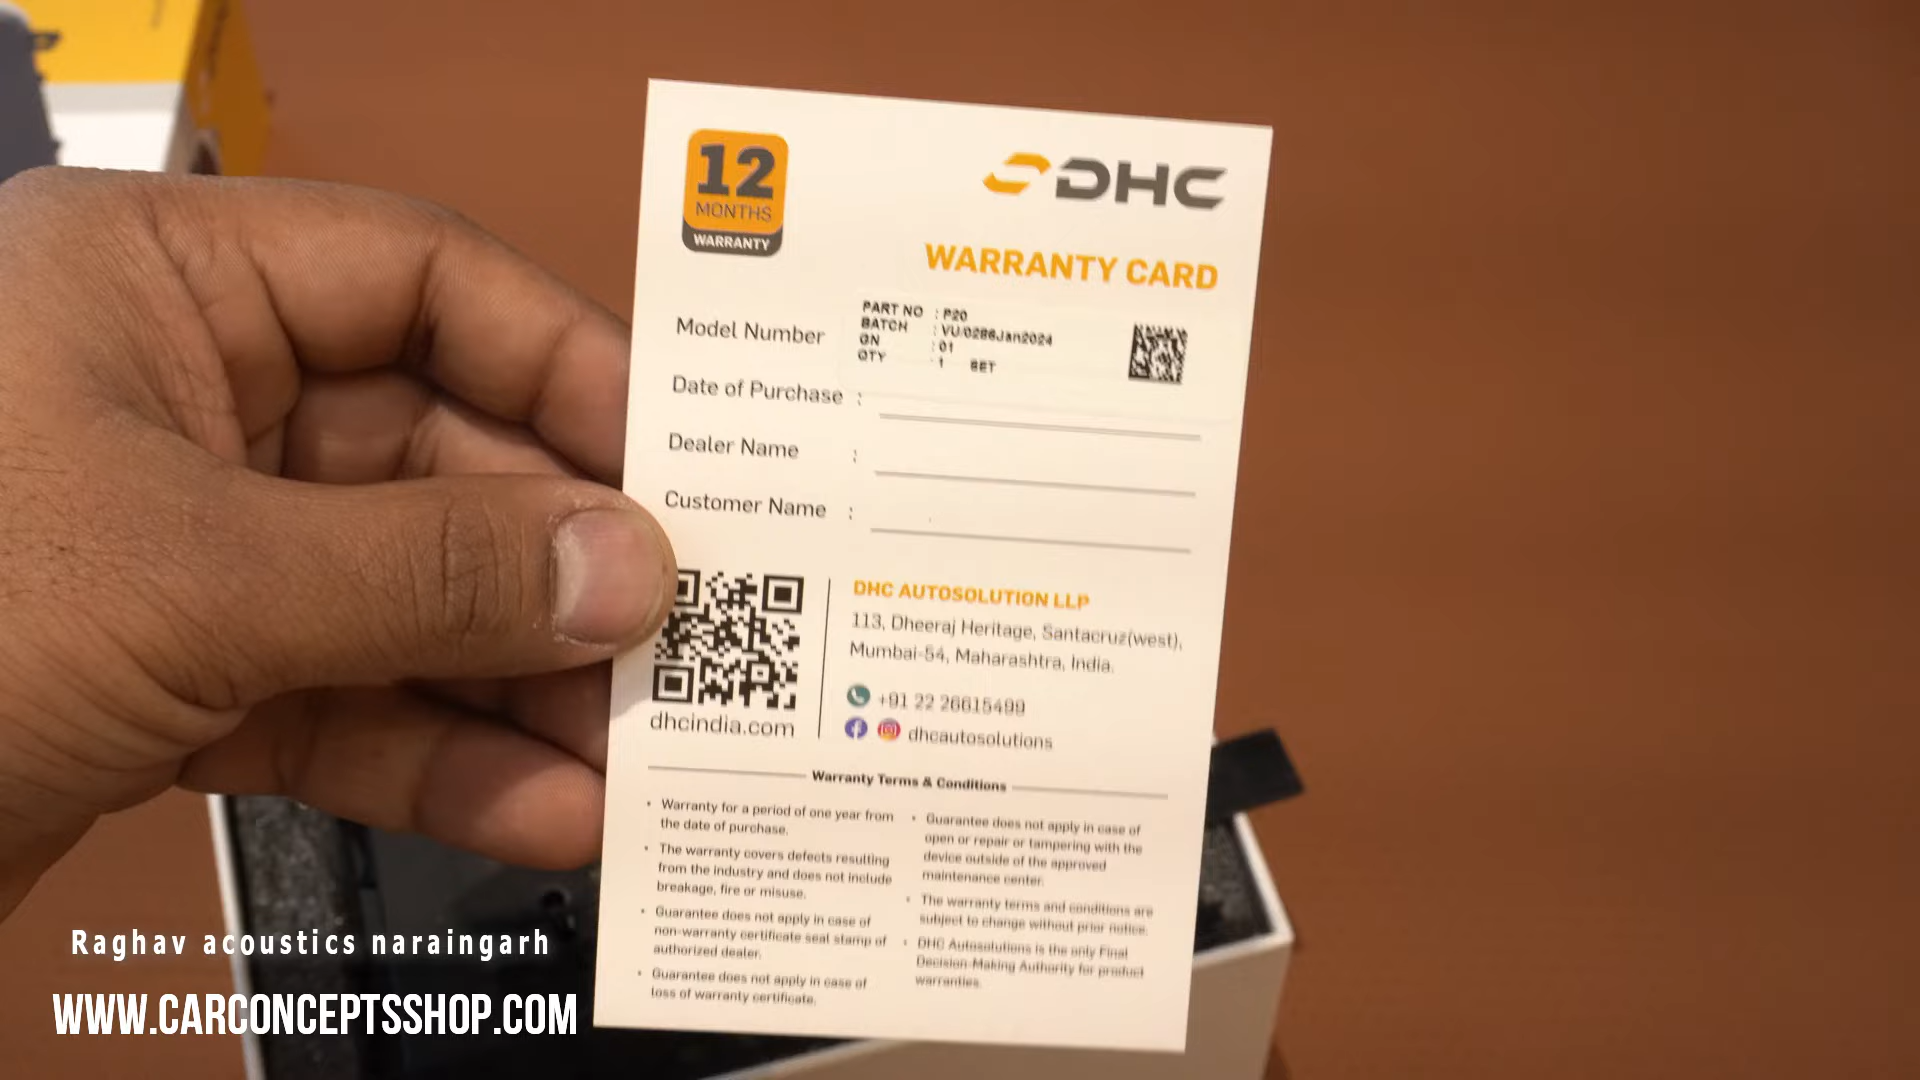 12
MONTHS
WARRANTY
DHC
WARRANTY CARD
Model Number
PART NO : P20
BATCH : VU/0286Jan2024
GN : 01
QTY : 1 SET
Date of Purchase :
Dealer Name :
Customer Name :
dhcindia.com
DHC AUTOSOLUTION LLP
113, Dheeraj Heritage, Santacruz(west),
Mumbai-54, Maharashtra, India.
+91 22 26615499
dhcautosolutions
Warranty Terms & Conditions
• Warranty for a period of one year from
the date of purchase.
• The warranty covers defects resulting
from the industry and does not include
breakage, fire or misuse.
• Guarantee does not apply in case of
non-warranty certificate seal stamp of
authorized dealer.
• Guarantee does not apply in case of
loss of warranty certificate.
• Guarantee does not apply in case of
open or repair or tampering with the
device outside of the approved
maintenance center.
• The warranty terms and conditions are
subject to change without prior notice.
• DHC Autosolutions is the only Final
Decision-Making Authority for product
warranties.
Raghav acoustics naraingarh
WWW.CARCONCEPTSSHOP.COM